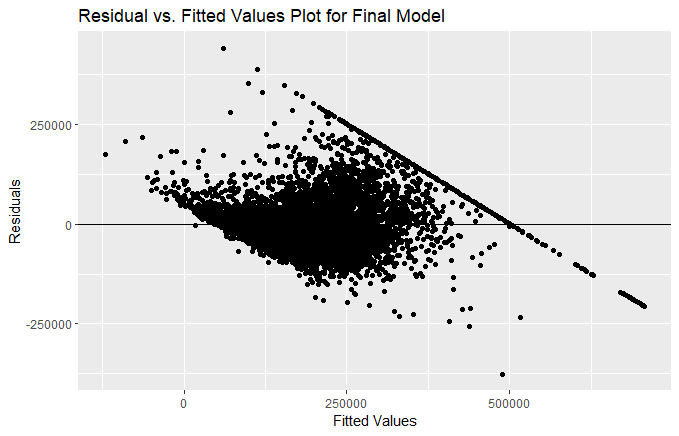 Residual vs. Fitted Values Plot for Final Model
250000
0
-250000
Residuals
0
250000
500000
Fitted Values